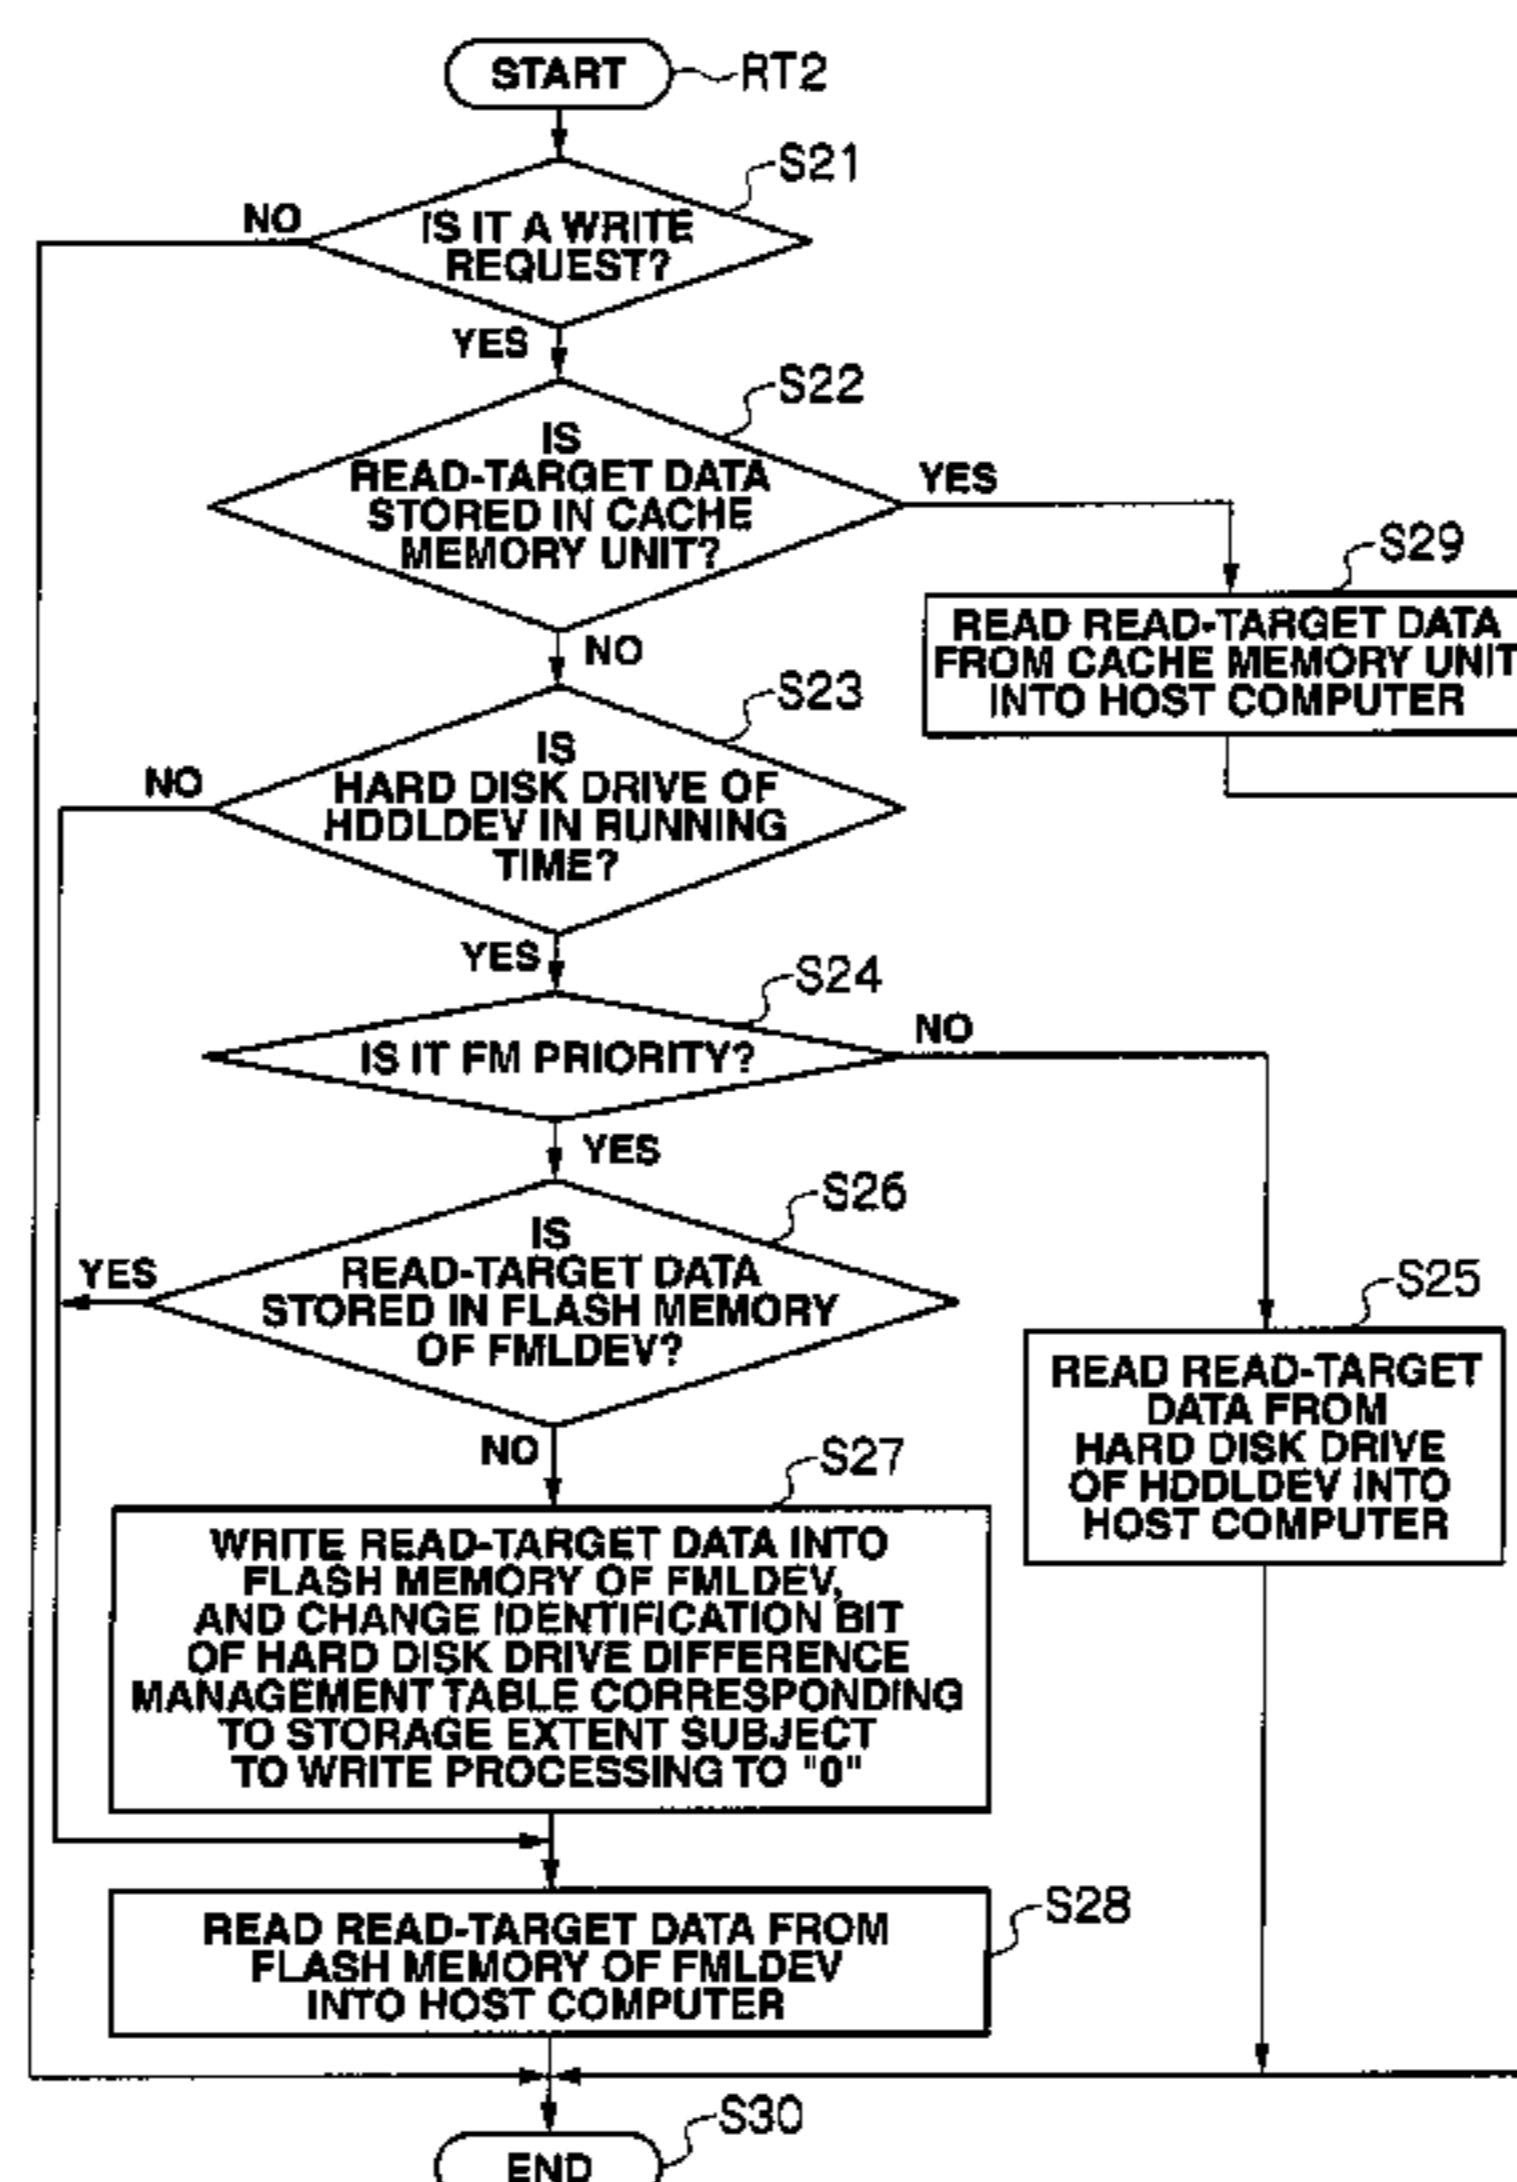 START
RT2
S21
NO
IS IT A WRITE
REQUEST?
YES
S22
IS
READ-TARGET DATA
STORED IN CACHE
MEMORY UNIT?
YES
NO
S29
READ READ-TARGET DATA
FROM CACHE MEMORY UNIT
INTO HOST COMPUTER
S23
NO
IS
HARD DISK DRIVE OF
HDDLDEV IN RUNNING
TIME?
YES
S24
NO
IS IT FM PRIORITY?
YES
S26
YES
IS
READ-TARGET DATA
STORED IN FLASH MEMORY
OF FMLDEV?
NO
S25
READ READ-TARGET
DATA FROM
HARD DISK DRIVE
OF HDDLDEV INTO
HOST COMPUTER
S27
WRITE READ-TARGET DATA INTO
FLASH MEMORY OF FMLDEV,
AND CHANGE IDENTIFICATION BIT
OF HARD DISK DRIVE DIFFERENCE
MANAGEMENT TABLE CORRESPONDING
TO STORAGE EXTENT SUBJECT
TO WRITE PROCESSING TO "0"
S28
READ READ-TARGET DATA FROM
FLASH MEMORY OF FMLDEV
INTO HOST COMPUTER
S30
END